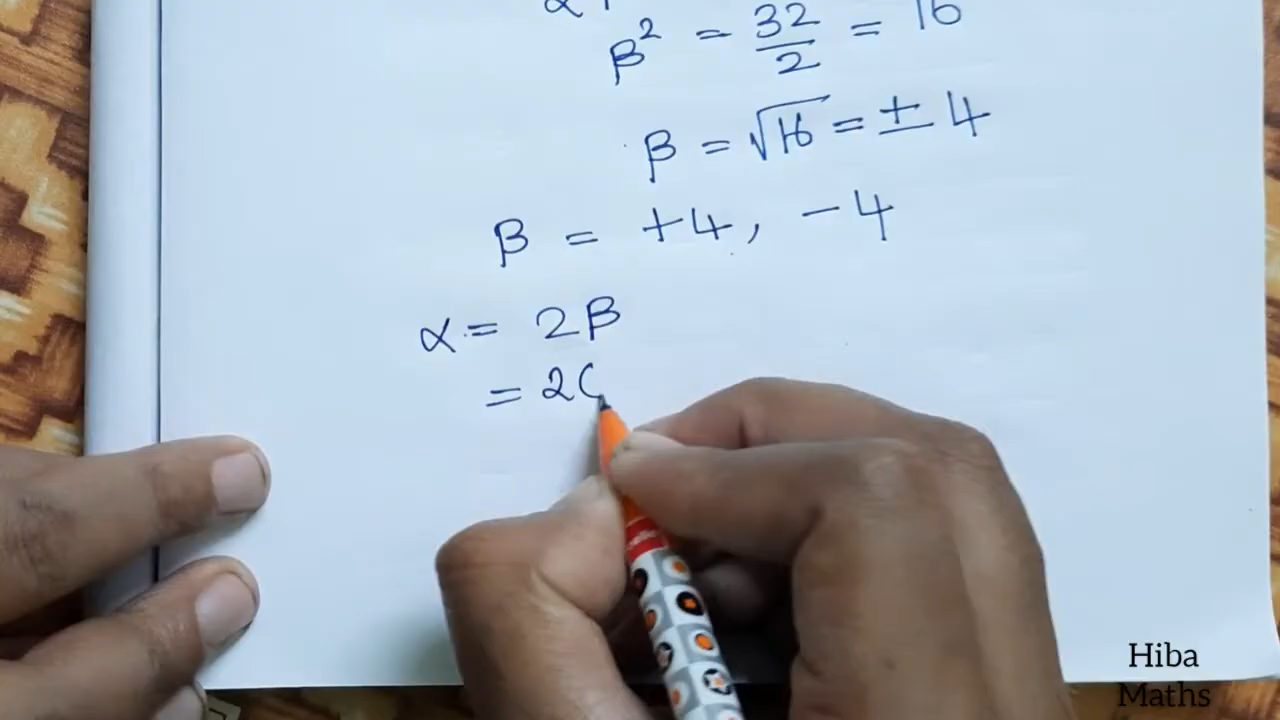 α
β² = 32/2 = 16
β = √16 = ± 4
β = +4, -4
α = 2β
= 2(
Hiba
Maths